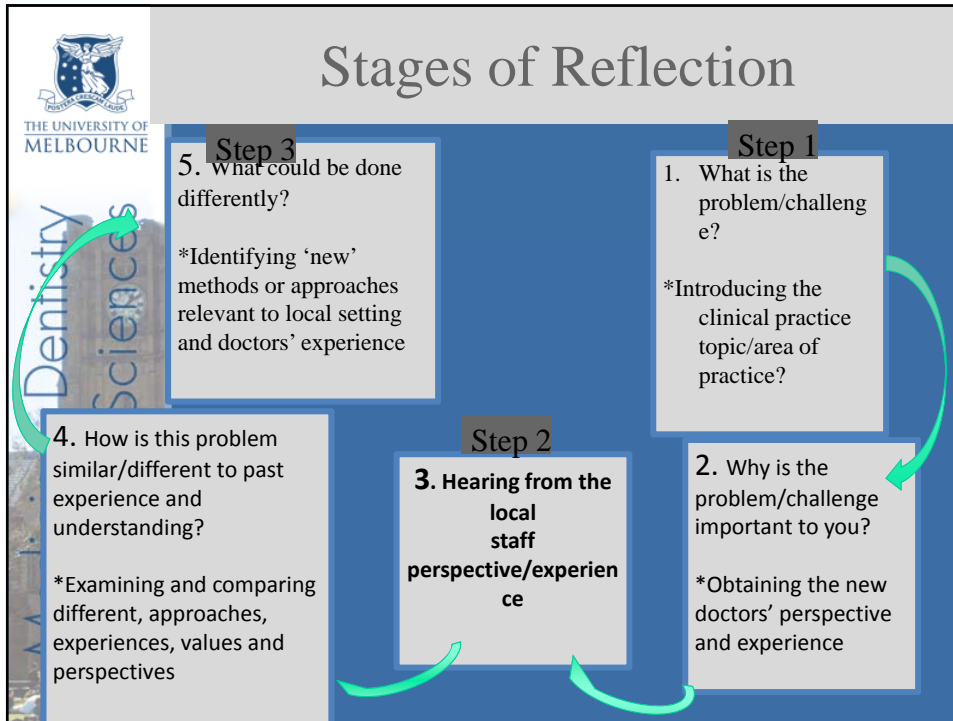 Stages of Reflection
POSTERA CRESCAM LAUDE
THE UNIVERSITY OF
MELBOURNE
Dentistry
Sciences
Step 1
1. What is the
problem/challeng
e?
*Introducing the
clinical practice
topic/area of
practice?
2. Why is the
problem/challenge
important to you?
*Obtaining the new
doctors’ perspective
and experience
Step 2
3. Hearing from the
local
staff
perspective/experien
ce
4. How is this problem
similar/different to past
experience and
understanding?
*Examining and comparing
different, approaches,
experiences, values and
perspectives
Step 3
5. What could be done
differently?
*Identifying ‘new’
methods or approaches
relevant to local setting
and doctors’ experience